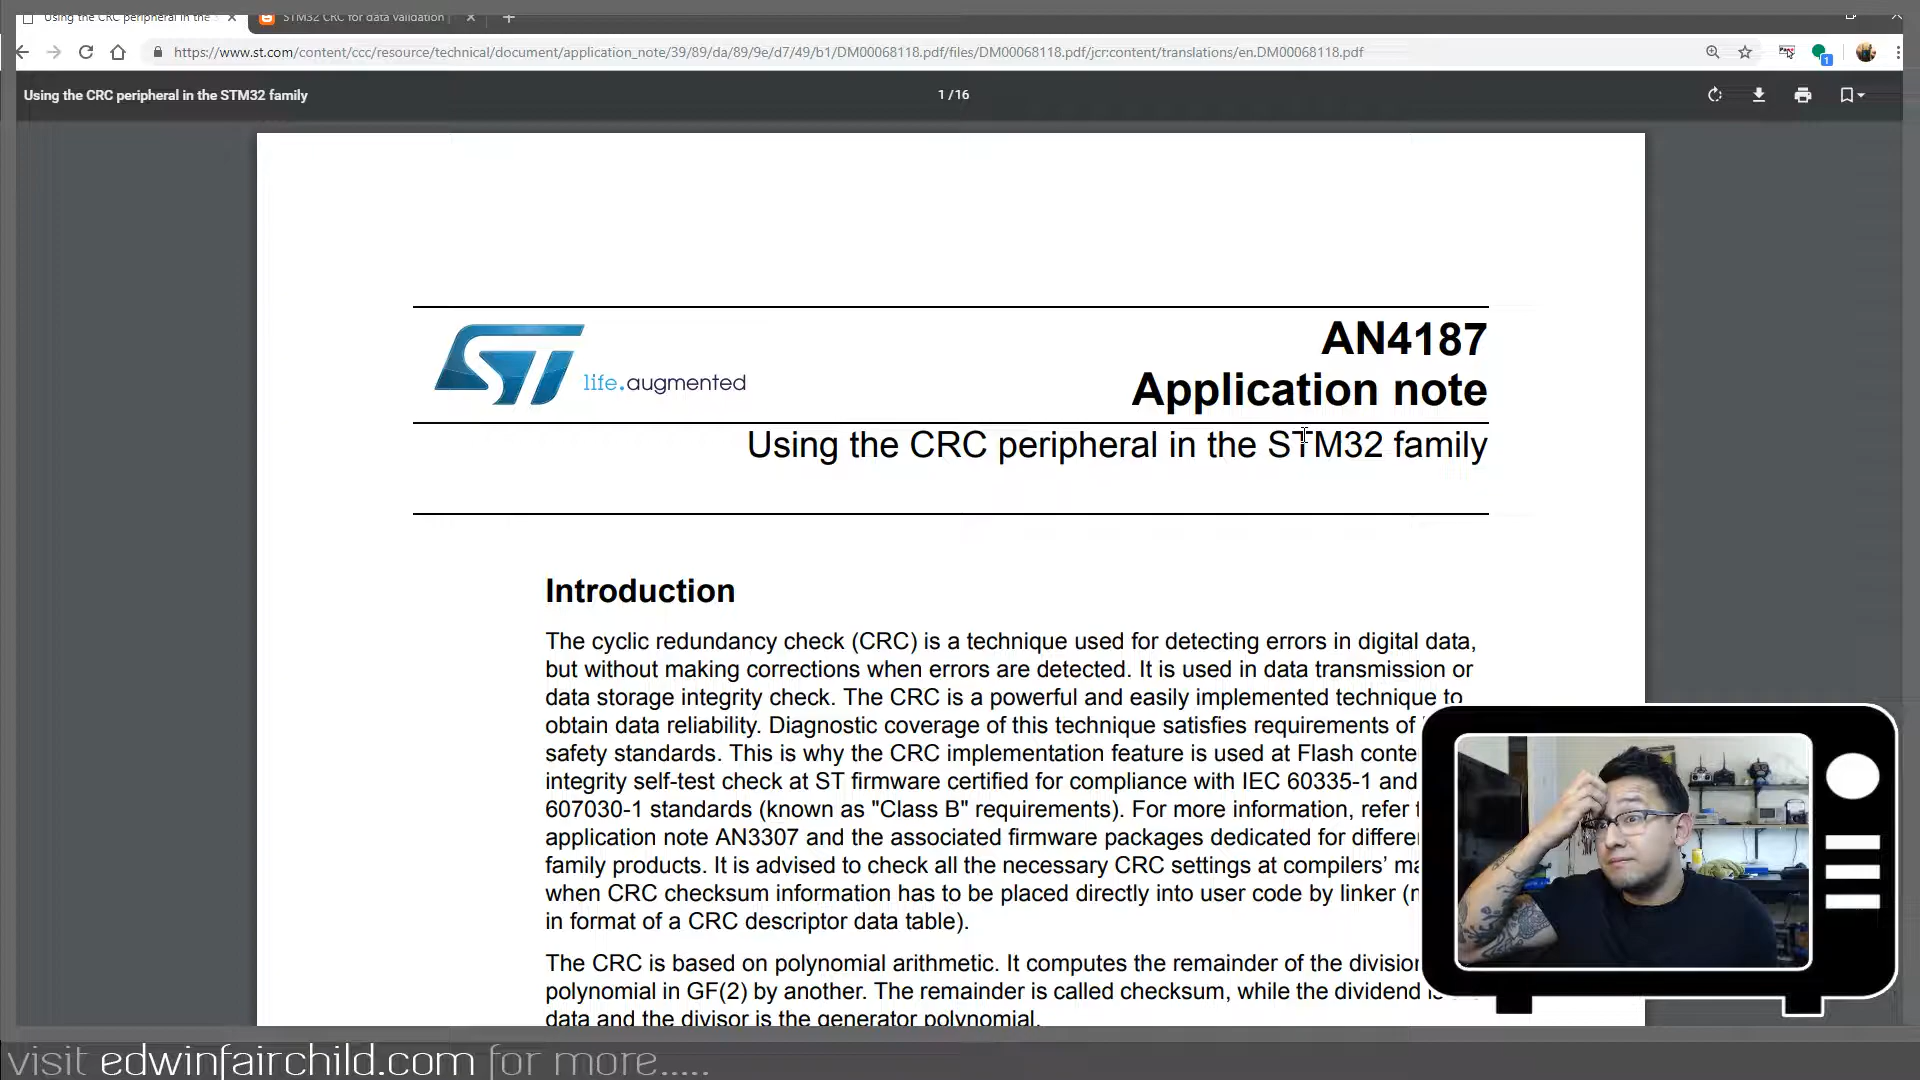 Using the CRC peripheral in the
STM32 CRC for data validation
https://www.st.com/content/ccc/resource/technical/document/application_note/39/89/da/89/9e/d7/49/b1/DM00068118.pdf/files/DM00068118.pdf/jcr:content/translations/en.DM00068118.pdf
1
Using the CRC peripheral in the STM32 family
1 / 16
ST
life.augmented
AN4187
Application note
Using the CRC peripheral in the STM32 family
Introduction
The cyclic redundancy check (CRC) is a technique used for detecting errors in digital data,
but without making corrections when errors are detected. It is used in data transmission or
data storage integrity check. The CRC is a powerful and easily implemented technique to
obtain data reliability. Diagnostic coverage of this technique satisfies requirements of
safety standards. This is why the CRC implementation feature is used at Flash conte
integrity self-test check at ST firmware certified for compliance with IEC 60335-1 and
607030-1 standards (known as "Class B" requirements). For more information, refer
application note AN3307 and the associated firmware packages dedicated for differe
family products. It is advised to check all the necessary CRC settings at compilers’ ma
when CRC checksum information has to be placed directly into user code by linker (m
in format of a CRC descriptor data table).
The CRC is based on polynomial arithmetic. It computes the remainder of the division
polynomial in GF(2) by another. The remainder is called checksum, while the dividend is
data and the divisor is the generator polynomial.
visit edwinfairchild.com for more.....